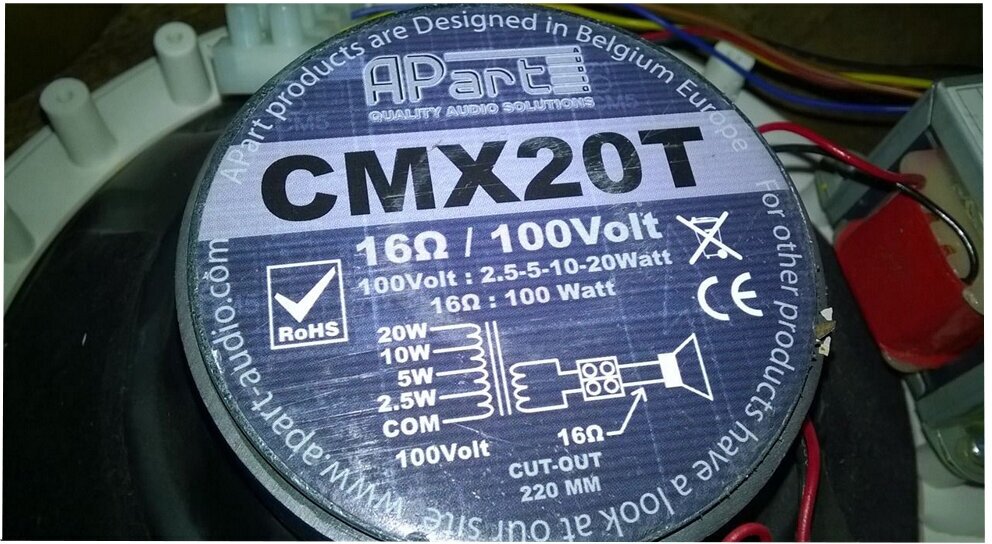 APart products are Designed in Belgium Europe
APart
AUDIO
QUALITY AUDIO SOLUTIONS
CMX20T
16Ω / 100Volt
100Volt : 2.5-5-10-20Watt
16Ω : 100 Watt
RoHS
CE
20W
10W
5W
2.5W
COM
100Volt
16Ω
CUT-OUT
220 MM
For other products have a look at our site www.apart-audio.com